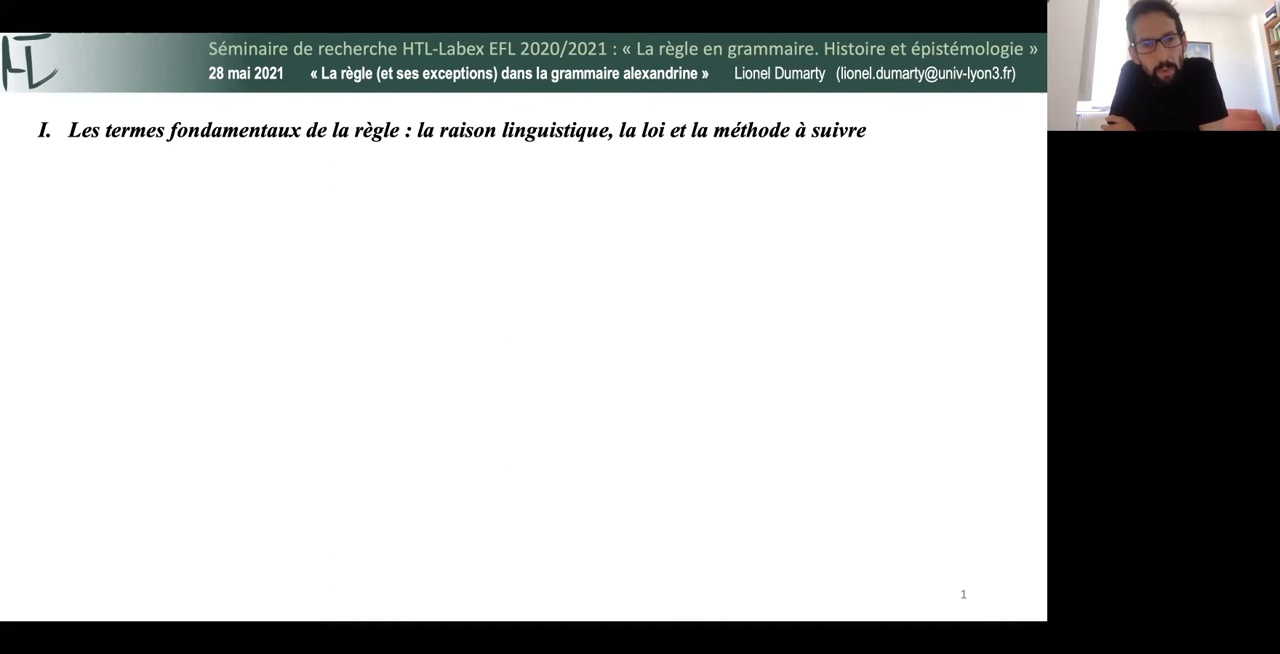 HTL
Séminaire de recherche HTL-Labex EFL 2020/2021 : « La règle en grammaire. Histoire et épistémologie »
28 mai 2021 « La règle (et ses exceptions) dans la grammaire alexandrine » Lionel Dumarty (lionel.dumarty@univ-lyon3.fr)
I. Les termes fondamentaux de la règle : la raison linguistique, la loi et la méthode à suivre
1